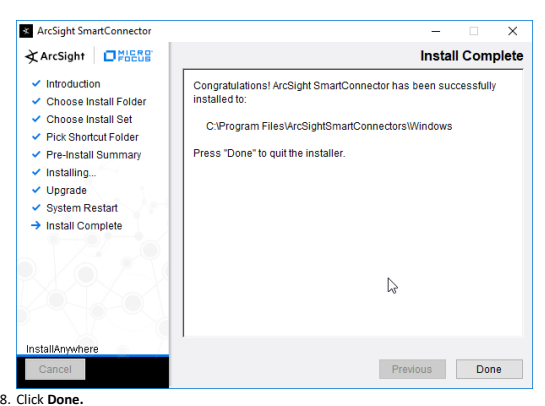 ArcSight SmartConnector
ArcSight
MICRO
FOCUS
Install Complete
Introduction
Choose Install Folder
Choose Install Set
Pick Shortcut Folder
Pre-Install Summary
Installing...
Upgrade
System Restart
Install Complete
Congratulations! ArcSight SmartConnector has been successfully
installed to:
C:\Program Files\ArcSightSmartConnectors\Windows
Press "Done" to quit the installer.
InstallAnywhere
Cancel
Previous
Done
8. Click Done.